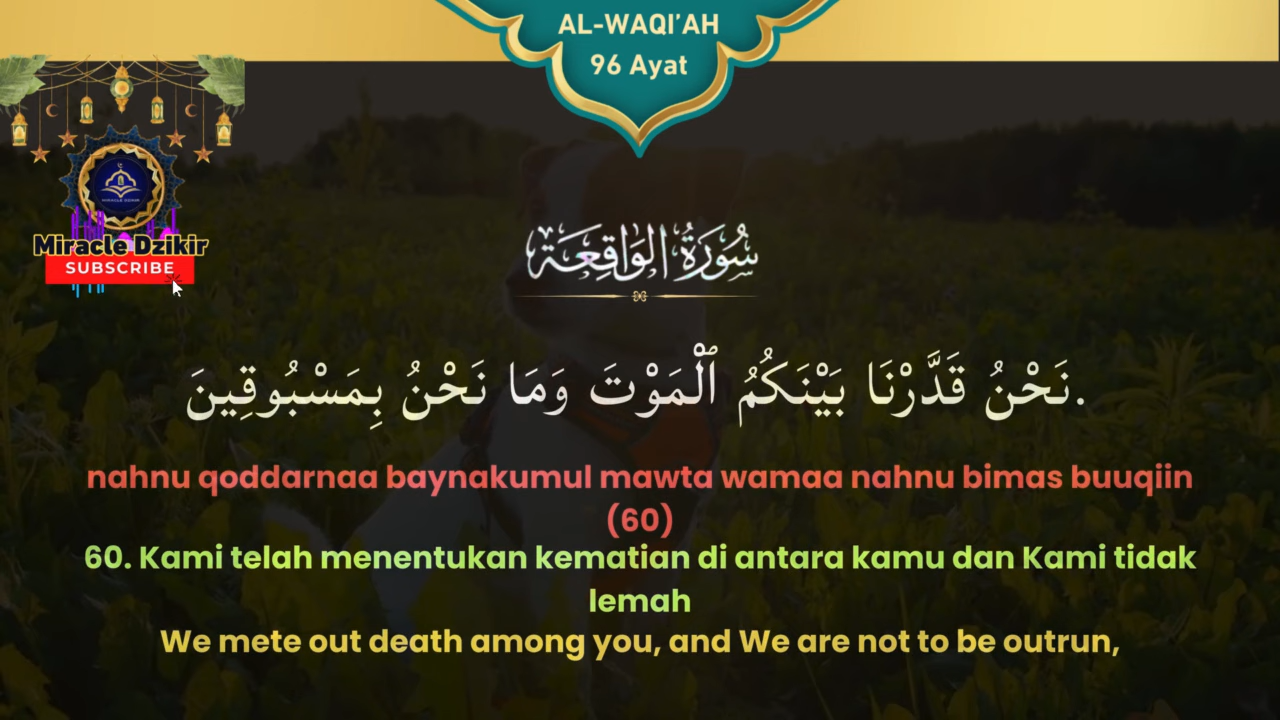 AL-WAQI’AH
96 Ayat
Miracle Dzikir
SUBSCRIBE
سُورَةُ الوَاقِعَة
نَحْنُ قَدَّرْنَا بَيْنَكُمُ ٱلْمَوْتَ وَمَا نَحْنُ بِمَسْبُوقِينَ.
nahnu qoddarnaa baynakumul mawta wamaa nahnu bimas buuqiin
(60)
60. Kami telah menentukan kematian di antara kamu dan Kami tidak
lemah
We mete out death among you, and We are not to be outrun,